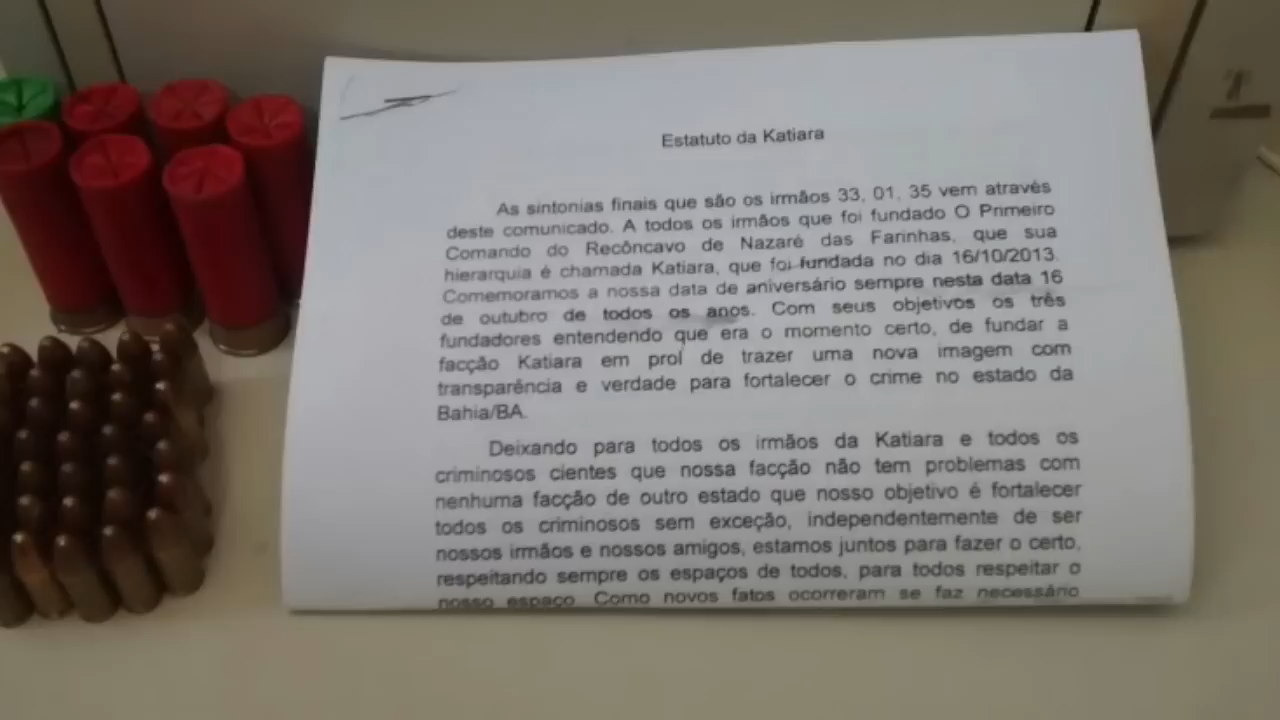 Estatuto da Katiara
As sintonias finais que são os irmãos 33, 01, 35 vem através
deste comunicado. A todos os irmãos que foi fundado O Primeiro
Comando do Recôncavo de Nazaré das Farinhas, que sua
hierarquia é chamada Katiara, que foi fundada no dia 16/10/2013.
Comemoramos a nossa data de aniversário sempre nesta data 16
de outubro de todos os anos. Com seus objetivos os três
fundadores entendendo que era o momento certo, de fundar a
facção Katiara em prol de trazer uma nova imagem com
transparência e verdade para fortalecer o crime no estado da
Bahia/BA.
Deixando para todos os irmãos da Katiara e todos os
criminosos cientes que nossa facção não tem problemas com
nenhuma facção de outro estado que nosso objetivo é fortalecer
todos os criminosos sem exceção, independentemente de ser
nossos irmãos e nossos amigos, estamos juntos para fazer o certo,
respeitando sempre os espaços de todos, para todos respeitar o
nosso espaço. Como novos fatos ocorreram se faz necessário